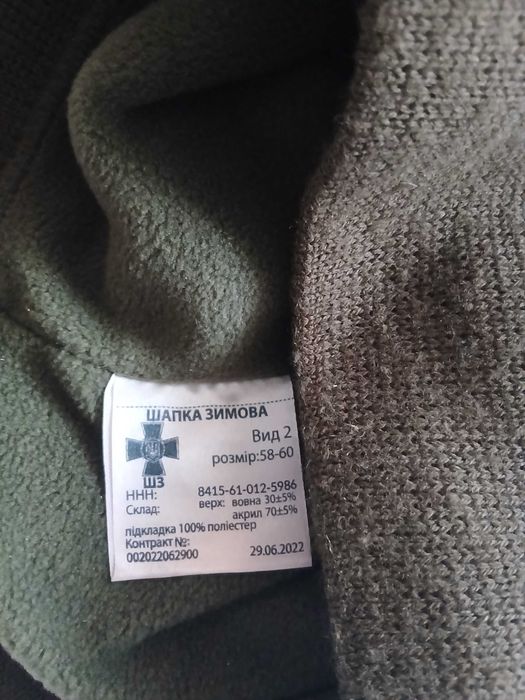 ШАПКА ЗИМОВА
Вид 2
розмір:58-60
ШЗ
ННН: 8415-61-012-5986
Склад: верх: вовна 30±5%
акрил 70±5%
підкладка 100% поліестер
Контракт №:
002022062900 29.06.2022